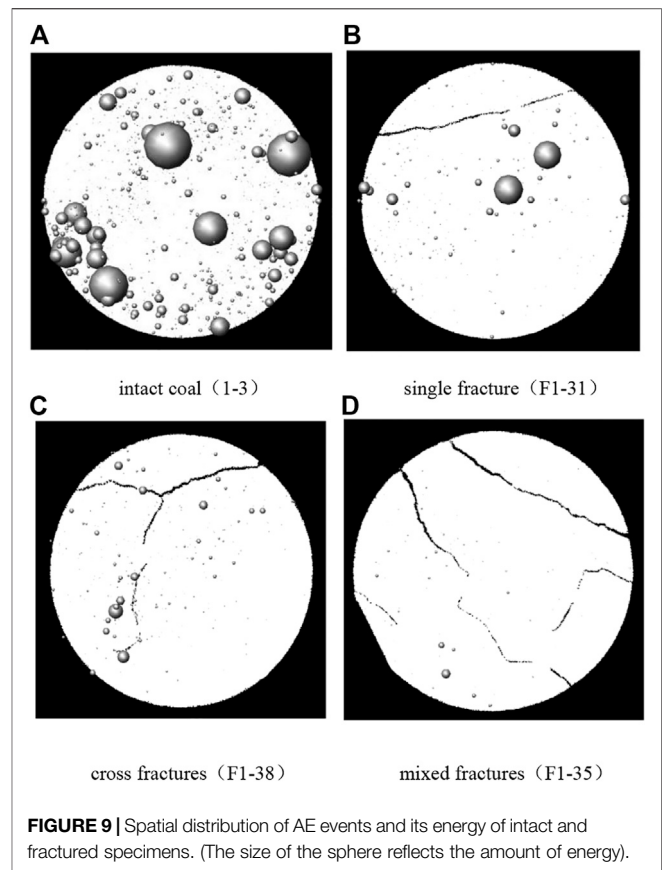 A
B
intact coal（1-3）
single fracture（F1-31）
C
D
cross fractures（F1-38）
mixed fractures（F1-35）
FIGURE 9 | Spatial distribution of AE events and its energy of intact and
fractured specimens. (The size of the sphere reflects the amount of energy).